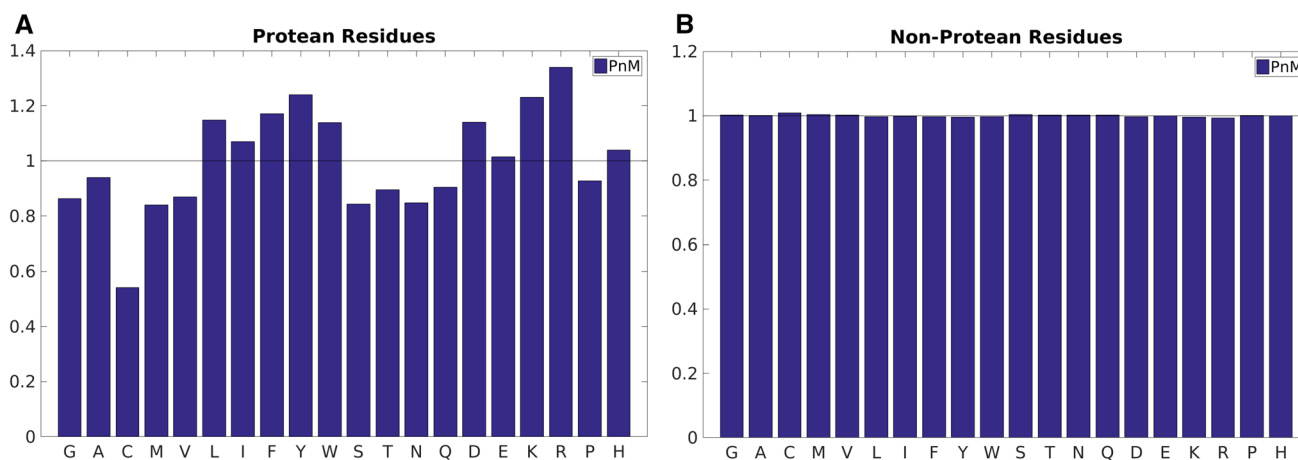 A
Protean Residues
PnM
1.4
1.2
1
0.8
0.6
0.4
0.2
0
G A C M V L I F Y W S T N Q D E K R P H
B
Non-Protean Residues
PnM
1.2
1
0.8
0.6
0.4
0.2
0
G A C M V L I F Y W S T N Q D E K R P H